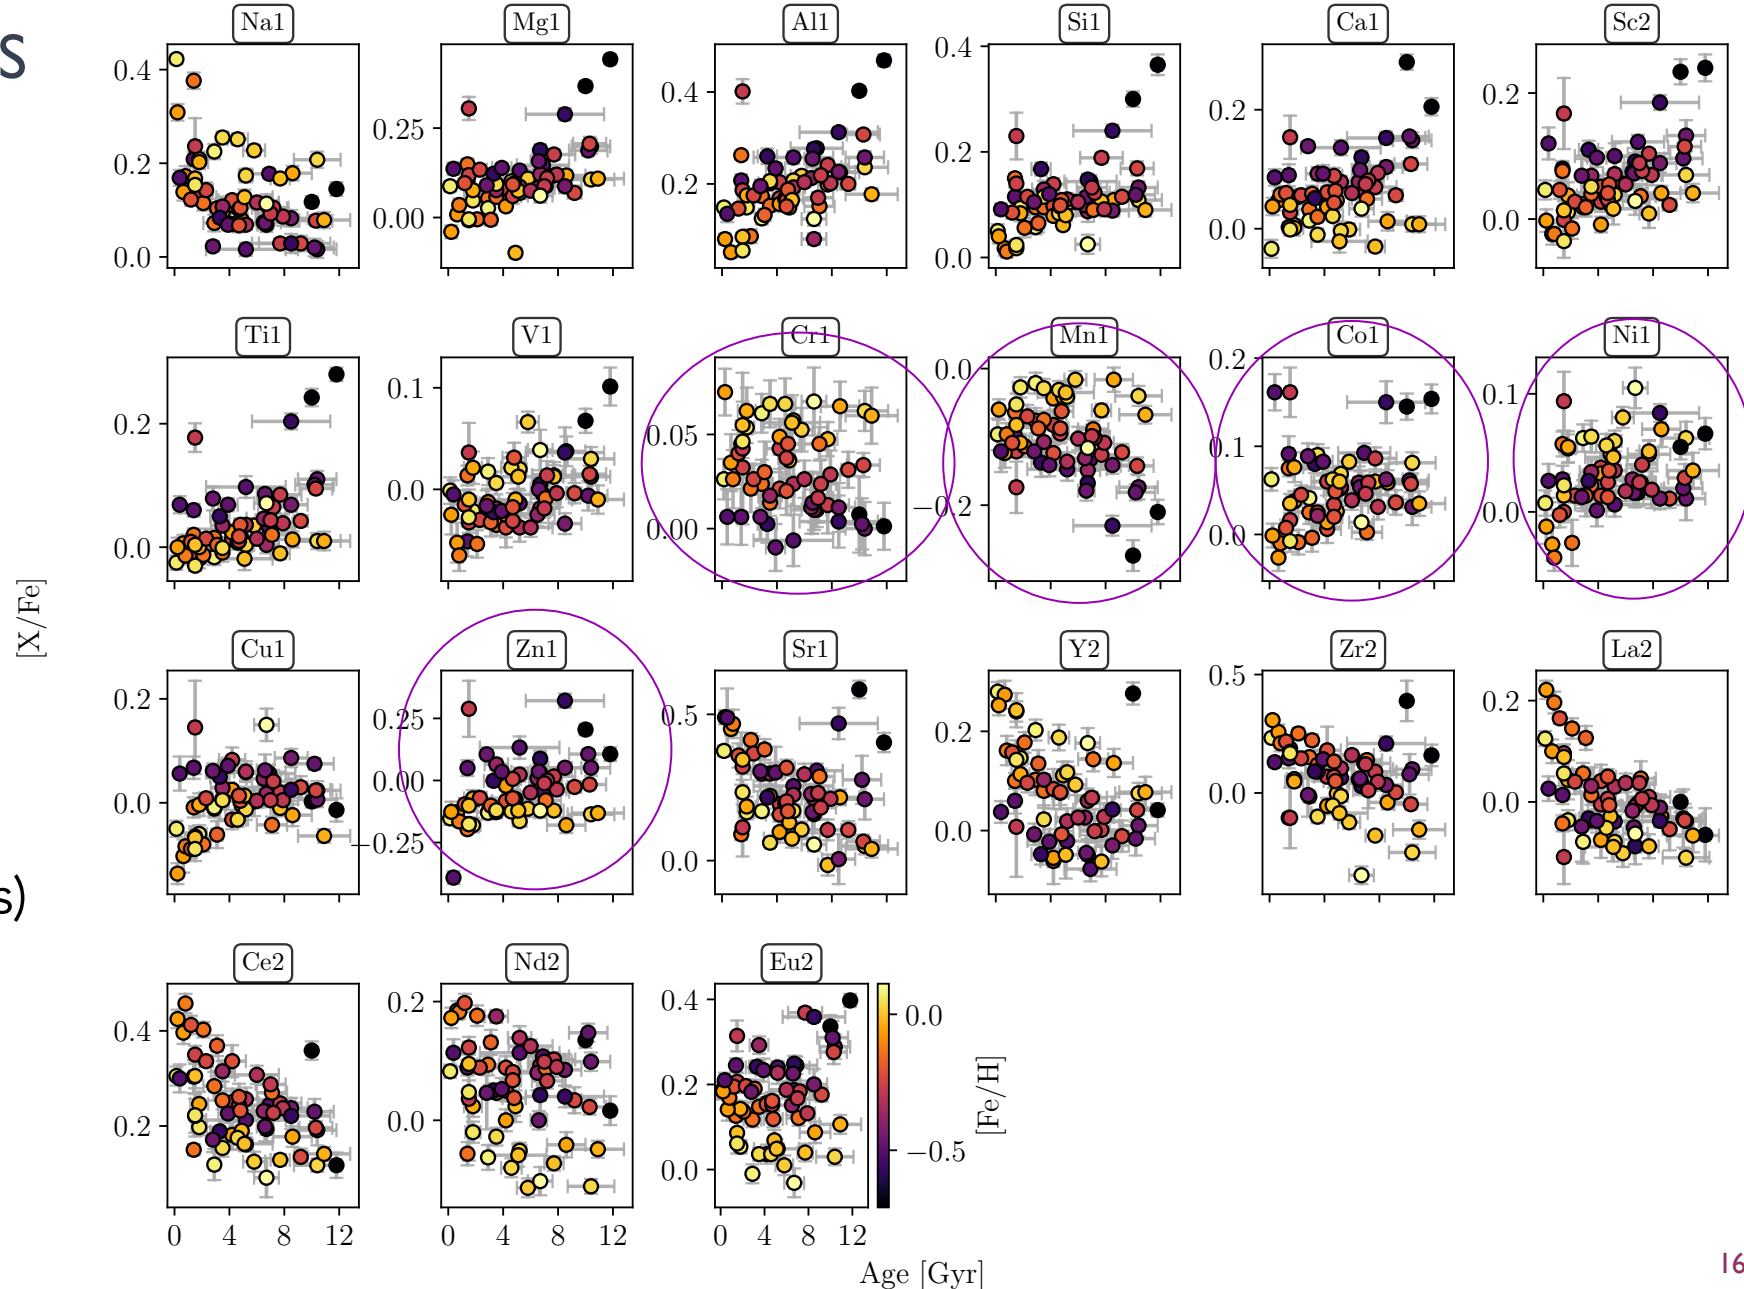 s
Na1 Mg1 Al1 Si1 Ca1 Sc2
0.4 0.2 0.0
0.25 0.00
0.4 0.2
0.4 0.2 0.0
0.2 0.0
0.2 0.0
Ti1 V1 Cr1 Mn1 Co1 Ni1
0.2 0.0
0.1 0.0
0.05 0.00
0.0 −0.2
0.2 0.1 0.0
0.1 0.0
[X/Fe]
Cu1 Zn1 Sr1 Y2 Zr2 La2
0.2 0.0
0.25 0.00 −0.25
0.5 0.0
0.2 0.0
0.5 0.0
0.2 0.0
s)
Ce2 Nd2 Eu2
0.4 0.2
0.2 0.0
0.4 0.2 0.0
0.0 −0.5
[Fe/H]
0 4 8 12 0 4 8 12 0 4 8 12
Age [Gyr]
16